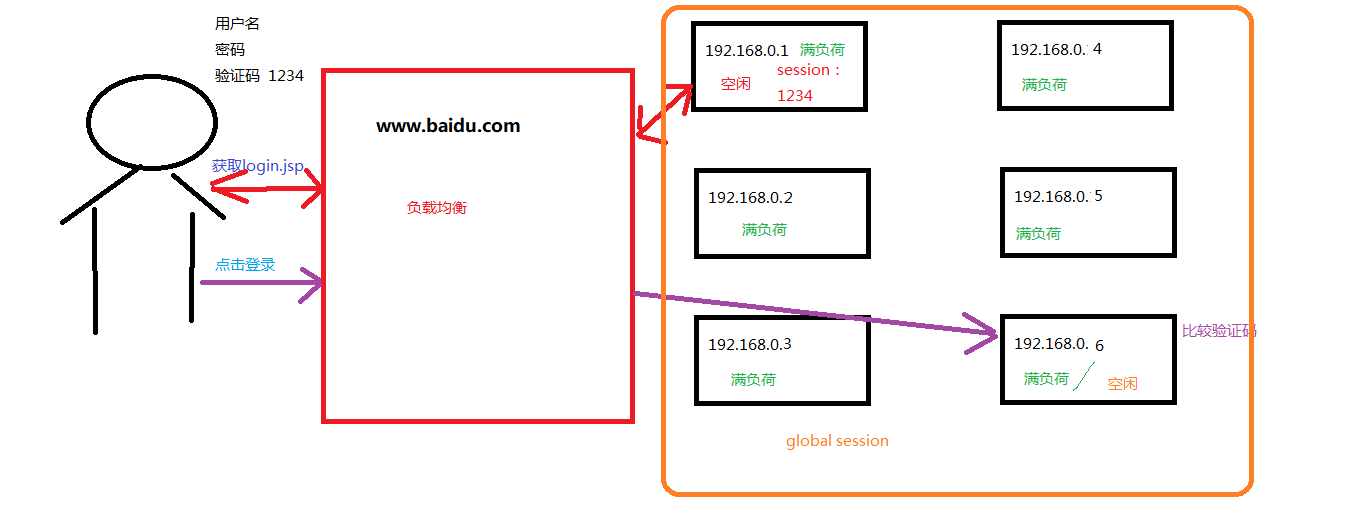 用户名
密码
验证码 1234
获取login.jsp
点击登录
www.baidu.com
负载均衡
192.168.0.1 满负荷
空闲 session：
1234
192.168.0.2
满负荷
192.168.0.3
满负荷
192.168.0. 4
满负荷
192.168.0. 5
满负荷
192.168.0. 6
满负荷 空闲
比较验证码
global session